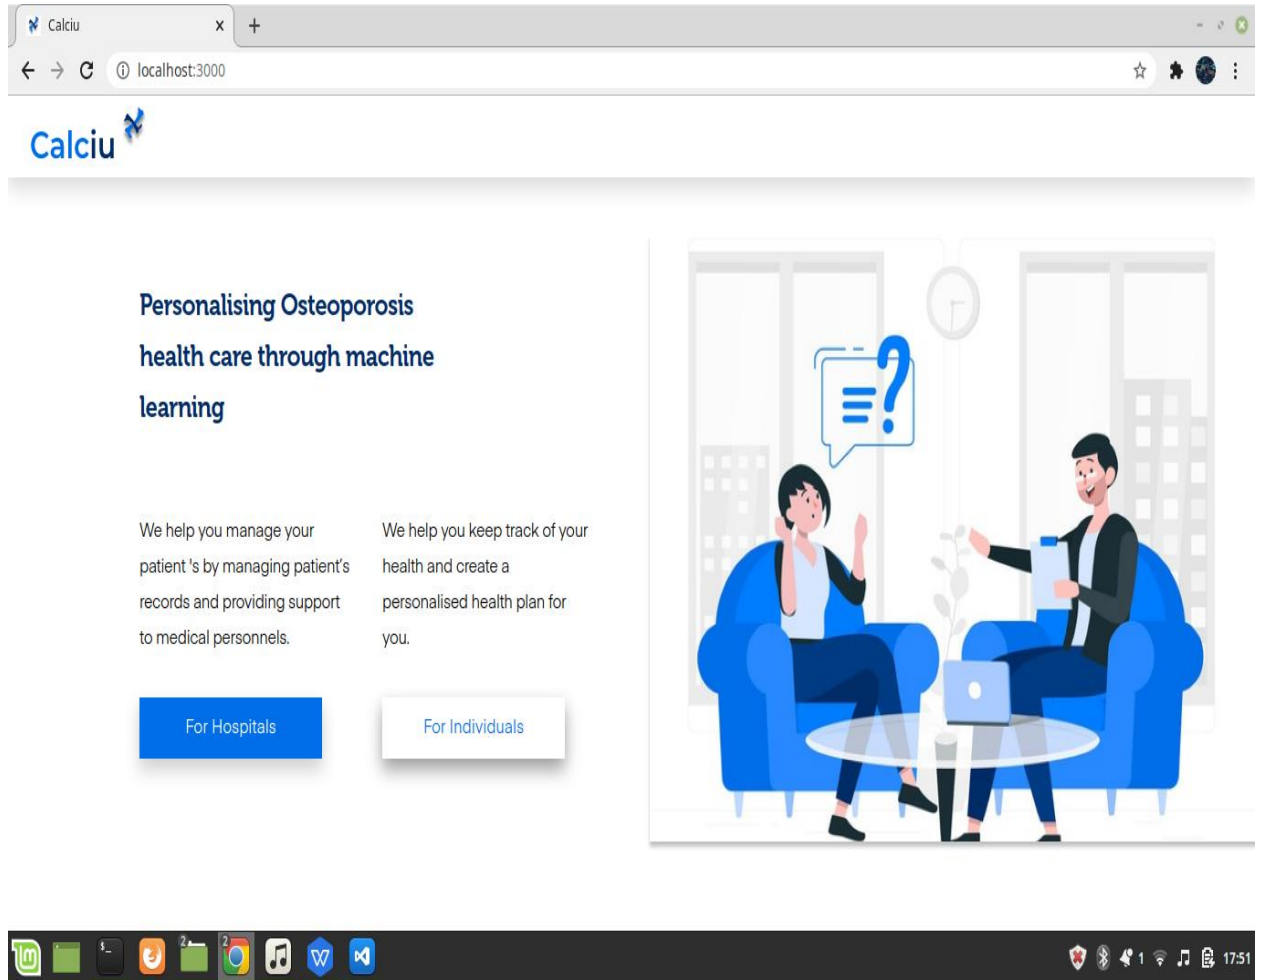 Calciu
localhost:3000
Calciu
Personalising Osteoporosis
health care through machine
learning
We help you manage your
patient 's by managing patient's
records and providing support
to medical personnels.
We help you keep track of your
health and create a
personalised health plan for
you.
For Hospitals
For Individuals
?
$_
2
2
W
1
17:51